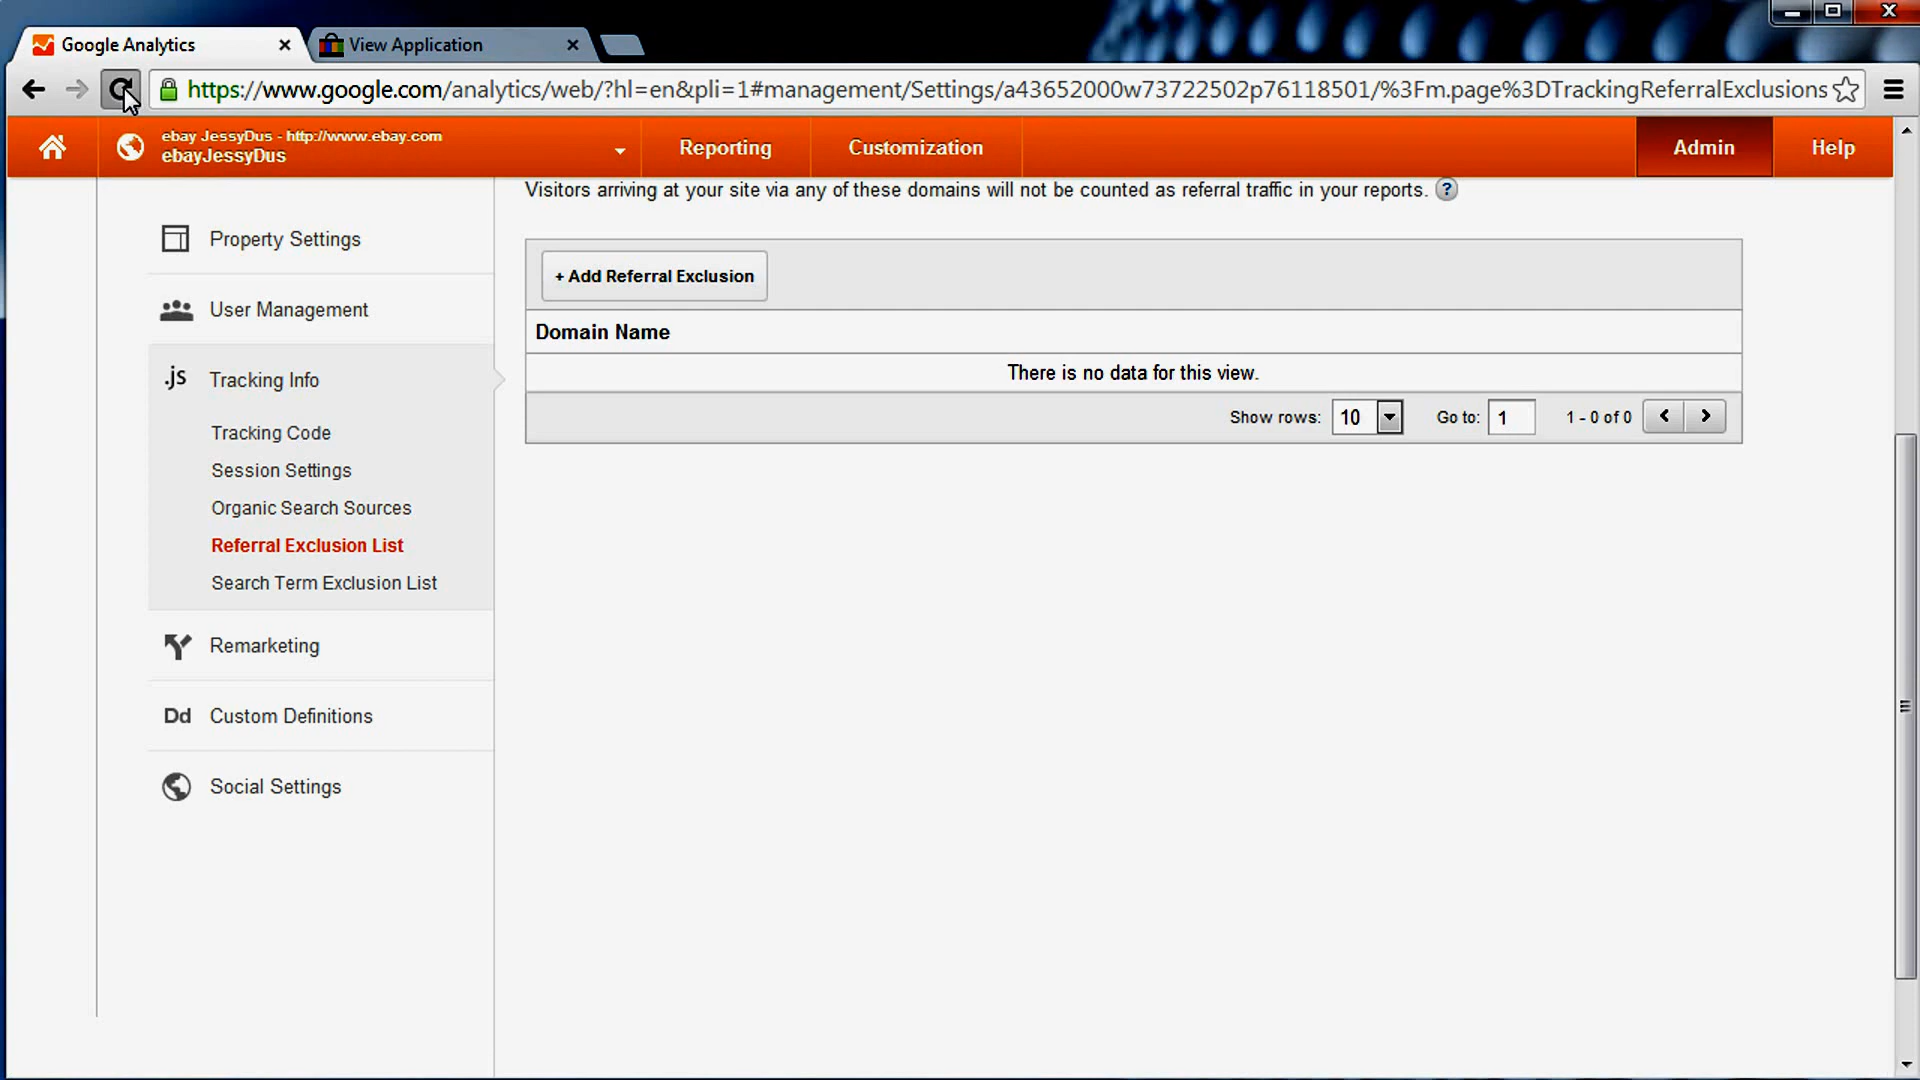 Google Analytics
View Application
https://www.google.com/analytics/web/?hl=en&pli=1#management/Settings/a43652000w73722502p76118501/%3Fm.page%3DTrackingReferralExclusions
ebay JessyDus - http://www.ebay.com
ebayJessyDus
Reporting
Customization
Admin
Help
Visitors arriving at your site via any of these domains will not be counted as referral traffic in your reports. ?
Property Settings
User Management
.js Tracking Info
Tracking Code
Session Settings
Organic Search Sources
Referral Exclusion List
Search Term Exclusion List
Remarketing
Dd Custom Definitions
Social Settings
+ Add Referral Exclusion
Domain Name
There is no data for this view.
Show rows: 10 Go to: 1 1 - 0 of 0